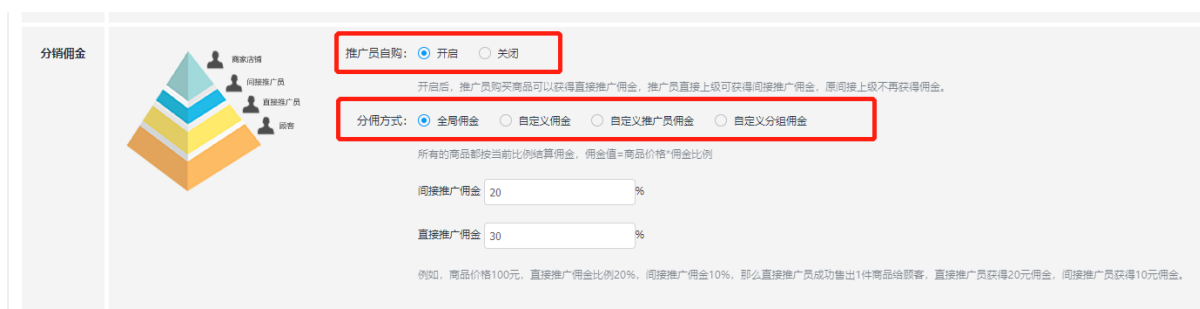 分销佣金
商家店铺
间接推广员
直接推广员
顾客
推广员自购: 开启 关闭
开启后，推广员购买商品可以获得直接推广佣金，推广员直接上级可获得间接推广佣金，原间接上级不再获得佣金。
分佣方式: 全局佣金 自定义佣金 自定义推广员佣金 自定义分组佣金
所有的商品都按当前比例结算佣金，佣金值=商品价格*佣金比例
间接推广佣金 20 %
直接推广佣金 30 %
例如，商品价格100元，直接推广佣金比例20%，间接推广佣金10%，那么直接推广员成功售出1件商品给顾客，直接推广员获得20元佣金，间接推广员获得10元佣金。